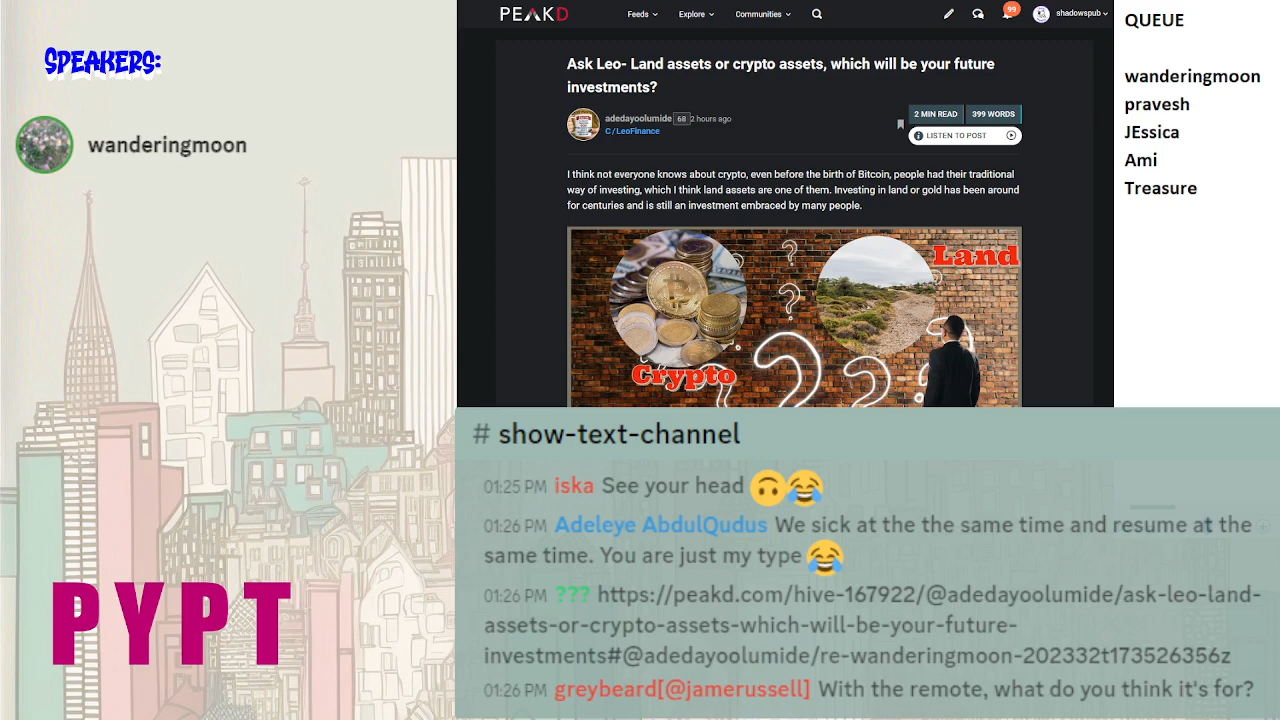 SPEAKERS:
wanderingmoon
PYPT
PEAKD
Feeds
Explore
Communities
99
shadowspub
Ask Leo- Land assets or crypto assets, which will be your future
investments?
adedayoolumide 68 2 hours ago
C/LeoFinance
2 MIN READ 399 WORDS
LISTEN TO POST
I think not everyone knows about crypto, even before the birth of Bitcoin, people had their traditional
way of investing, which I think land assets are one of them. Investing in land or gold has been around
for centuries and is still an investment embraced by many people.
Crypto
Land
QUEUE
wanderingmoon
pravesh
JEssica
Ami
Treasure
# show-text-channel
01:25 PM iska See your head 🙃😂
01:26 PM Adeleye AbdulQudus We sick at the the same time and resume at the
same time. You are just my type 😂
01:26 PM ??? https://peakd.com/hive-167922/@adedayoolumide/ask-leo-land-
assets-or-crypto-assets-which-will-be-your-future-
investments#@adedayoolumide/re-wanderingmoon-202332t173526356z
01:26 PM greybeard[@jamerussell] With the remote, what do you think it's for?